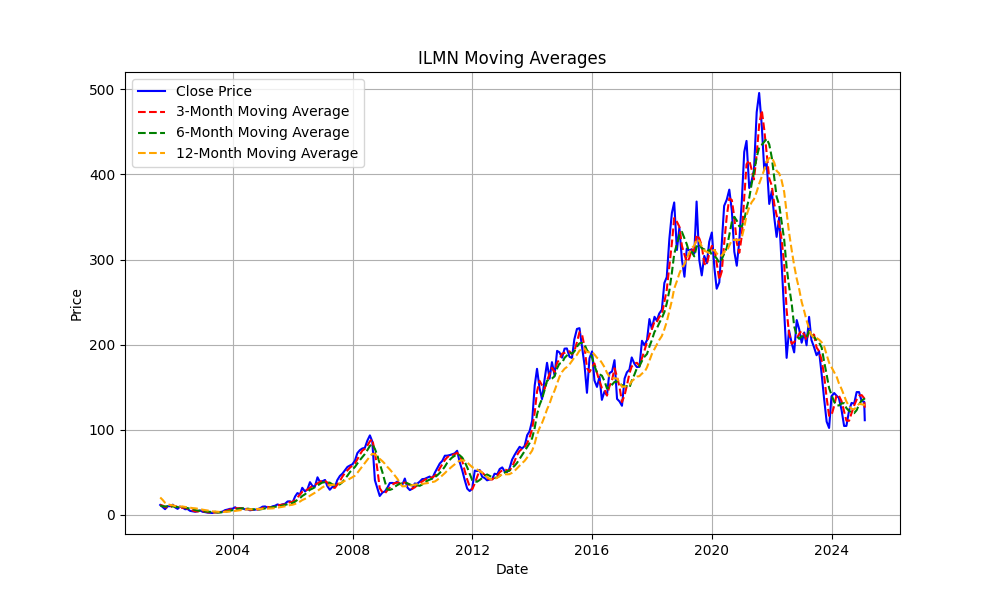 ILMN Moving Averages
Close Price
3-Month Moving Average
6-Month Moving Average
12-Month Moving Average
500
400
300
200
100
0
Price
2004 2008 2012 2016 2020 2024
Date